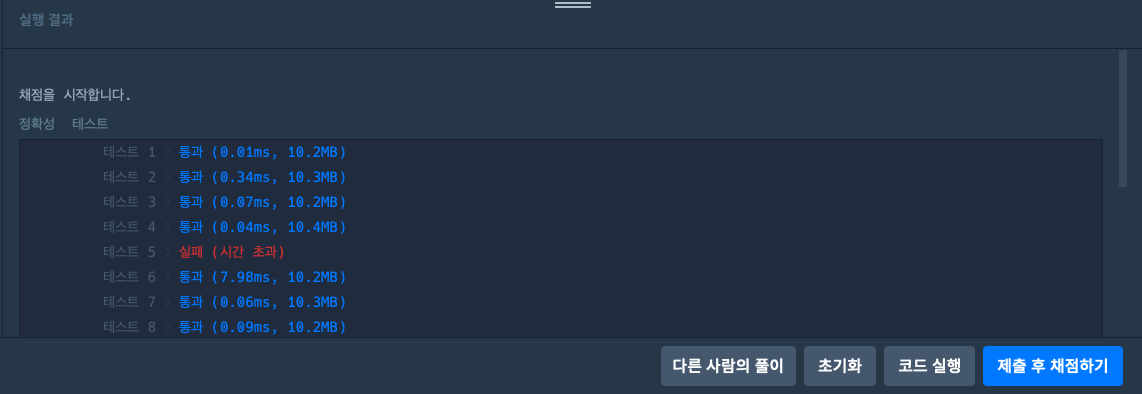 실행 결과
채점을 시작합니다.
정확성 테스트
테스트 1 〉 통과 (0.01ms, 10.2MB)
테스트 2 〉 통과 (0.34ms, 10.3MB)
테스트 3 〉 통과 (0.07ms, 10.2MB)
테스트 4 〉 통과 (0.04ms, 10.4MB)
테스트 5 〉 실패 (시간 초과)
테스트 6 〉 통과 (7.98ms, 10.2MB)
테스트 7 〉 통과 (0.06ms, 10.3MB)
테스트 8 〉 통과 (0.09ms, 10.2MB)
다른 사람의 풀이 초기화 코드 실행 제출 후 채점하기